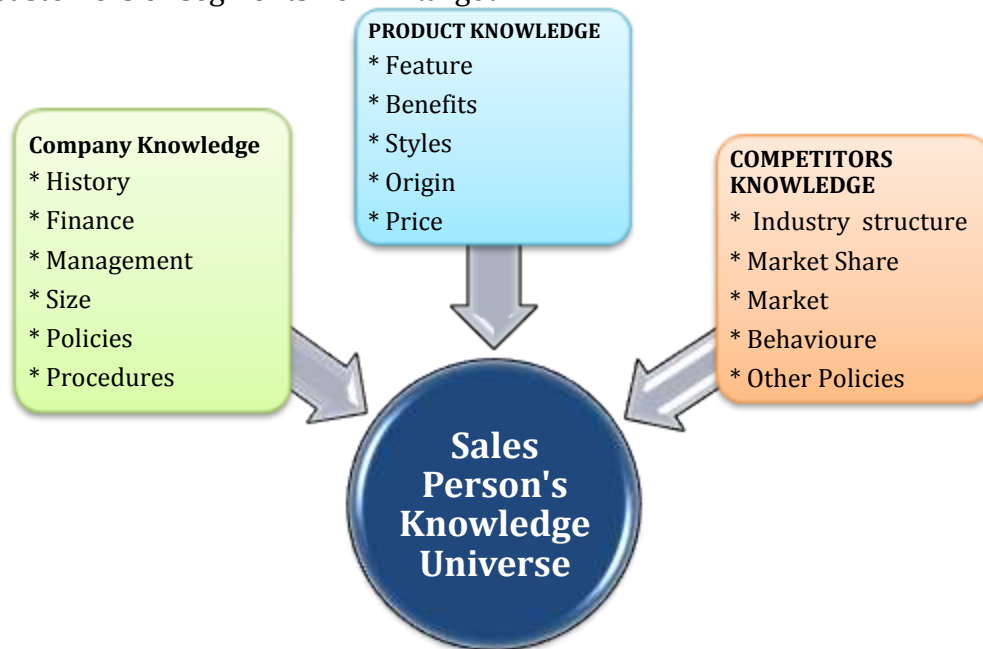 PRODUCT KNOWLEDGE
* Feature
* Benefits
* Styles
* Origin
* Price
Company Knowledge
* History
* Finance
* Management
* Size
* Policies
* Procedures
COMPETITORS
KNOWLEDGE
* Industry structure
* Market Share
* Market
* Behavioure
* Other Policies
Sales
Person's
Knowledge
Universe